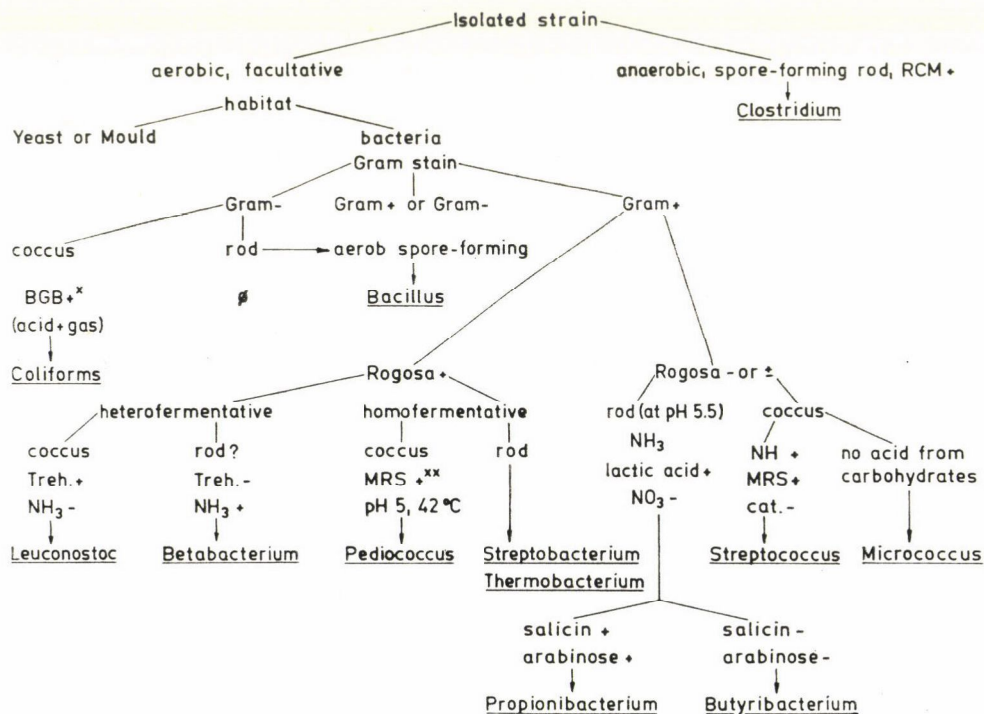 Isolated strain
aerobic, facultative
anaerobic, spore-forming rod, RCM +
habitat
Clostridium
Yeast or Mould
bacteria
Gram stain
Gram-
Gram + or Gram-
Gram +
coccus
rod
aerob spore-forming
BGB +ˣ
ø
Bacillus
(acid + gas)
Coliforms
Rogosa +
Rogosa - or ±
heterofermentative
homofermentative
rod (at pH 5.5)
coccus
coccus
rod?
coccus
rod
NH₃
NH +
no acid from
Treh. +
Treh. -
MRS +ˣˣ
lactic acid +
MRS +
carbohydrates
NH₃ -
NH₃ +
pH 5, 42 °C
NO₃ -
cat. -
Leuconostoc
Betabacterium
Pediococcus
Streptobacterium
Streptococcus
Micrococcus
Thermobacterium
salicin +
salicin -
arabinose +
arabinose -
Propionibacterium
Butyribacterium